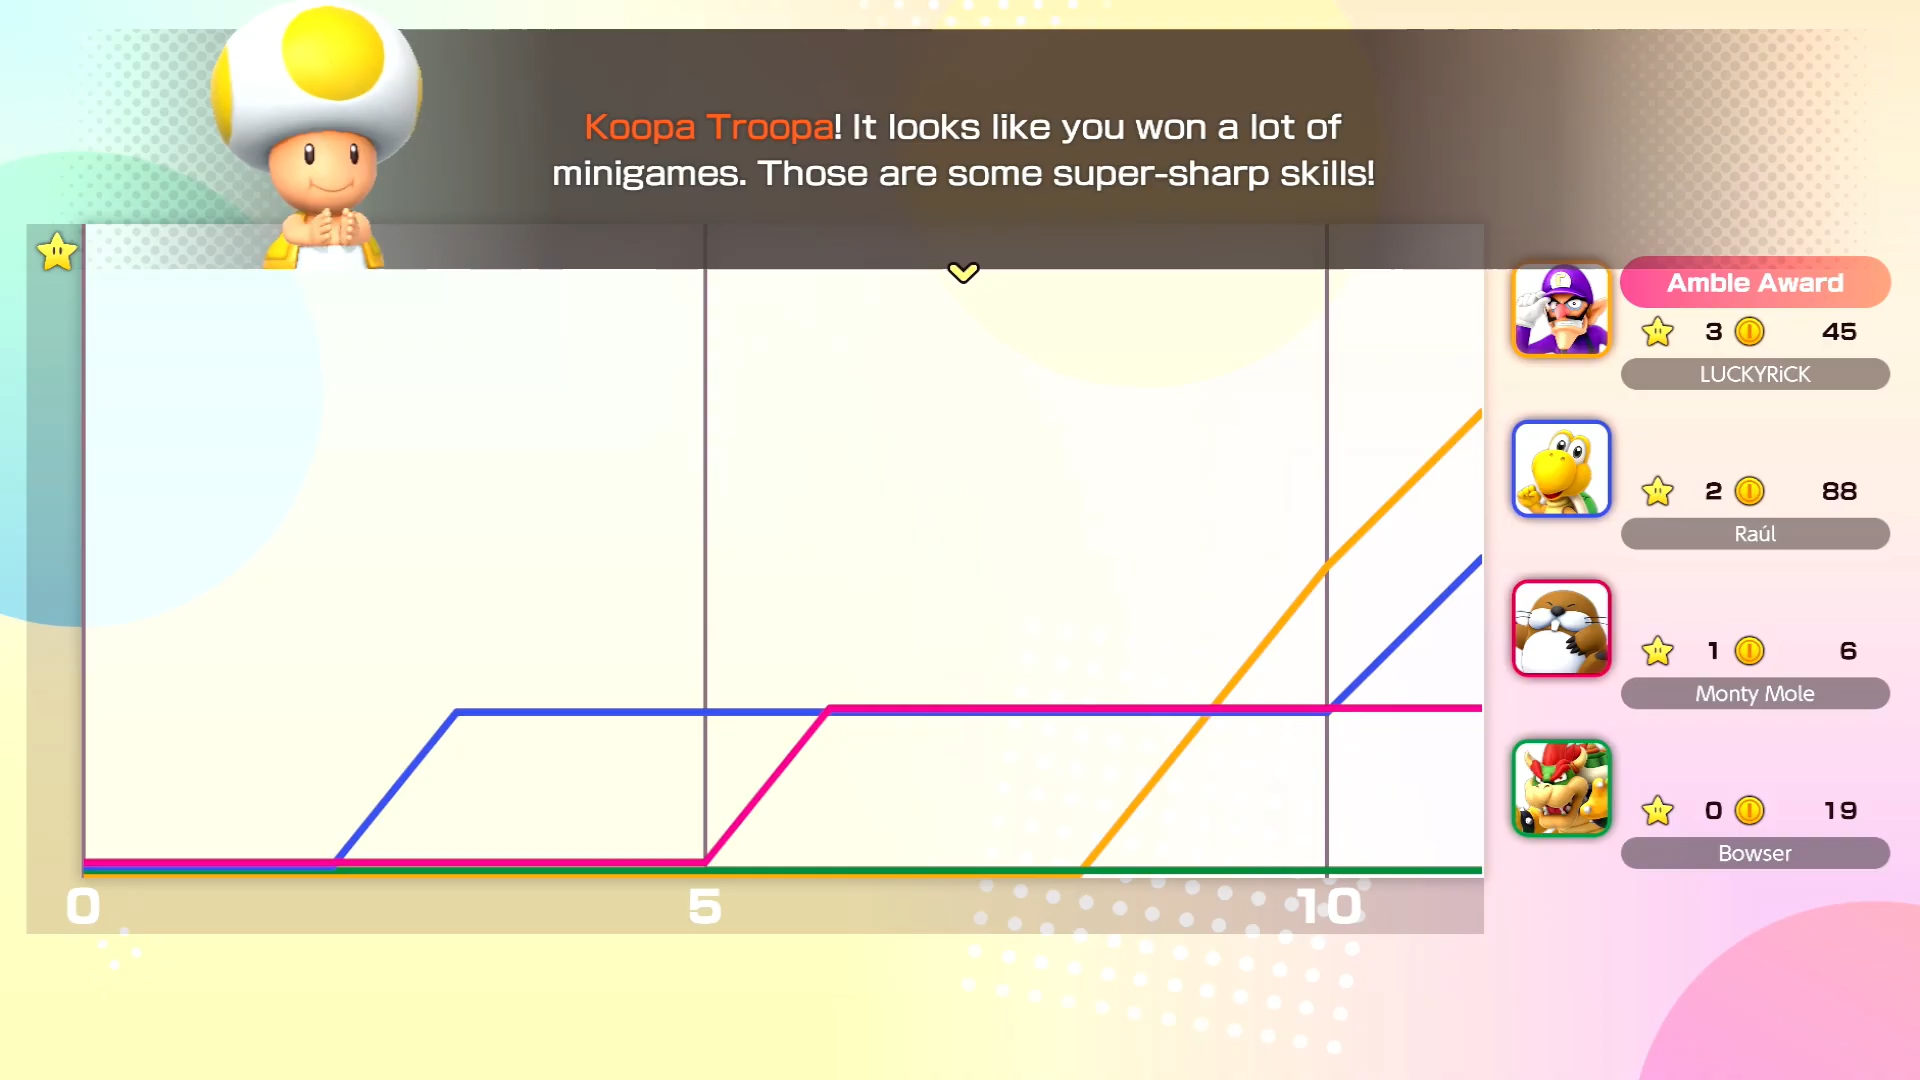 Koopa Troopa! It looks like you won a lot of
minigames. Those are some super-sharp skills!
Amble Award
3 45
LUCKYRiCK
2 88
Raúl
1 6
Monty Mole
0 19
Bowser
0 5 10